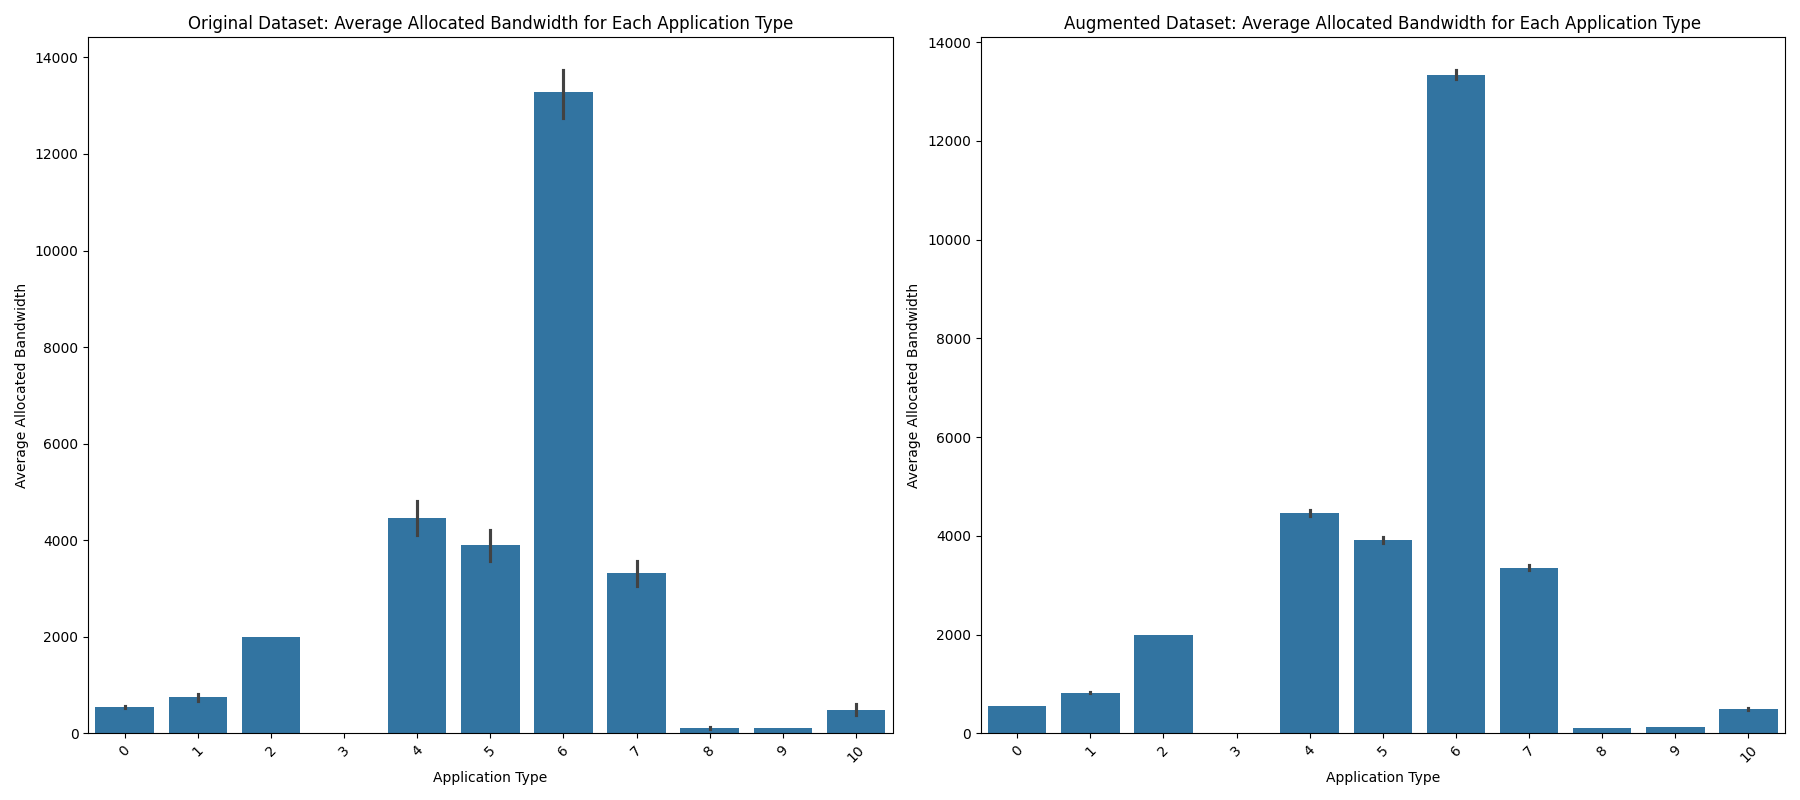 Original Dataset: Average Allocated Bandwidth for Each Application Type
14000
12000
10000
8000
6000
4000
2000
0
Average Allocated Bandwidth
0 1 2 3 4 5 6 7 8 9 10
Application Type
Augmented Dataset: Average Allocated Bandwidth for Each Application Type
14000
12000
10000
8000
6000
4000
2000
0
Average Allocated Bandwidth
0 1 2 3 4 5 6 7 8 9 10
Application Type